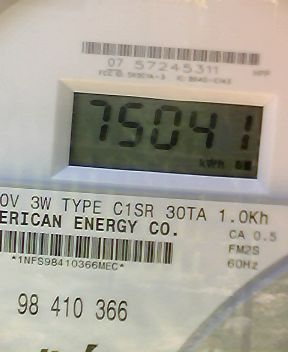 07 57245311
HPP
75041
kWh
0V 3W TYPE C1SR 30TA 1.0Kh
ERICAN ENERGY CO.
CA 0.5
FM2S
60Hz
*1NFS98410366MEC*
98 410 366